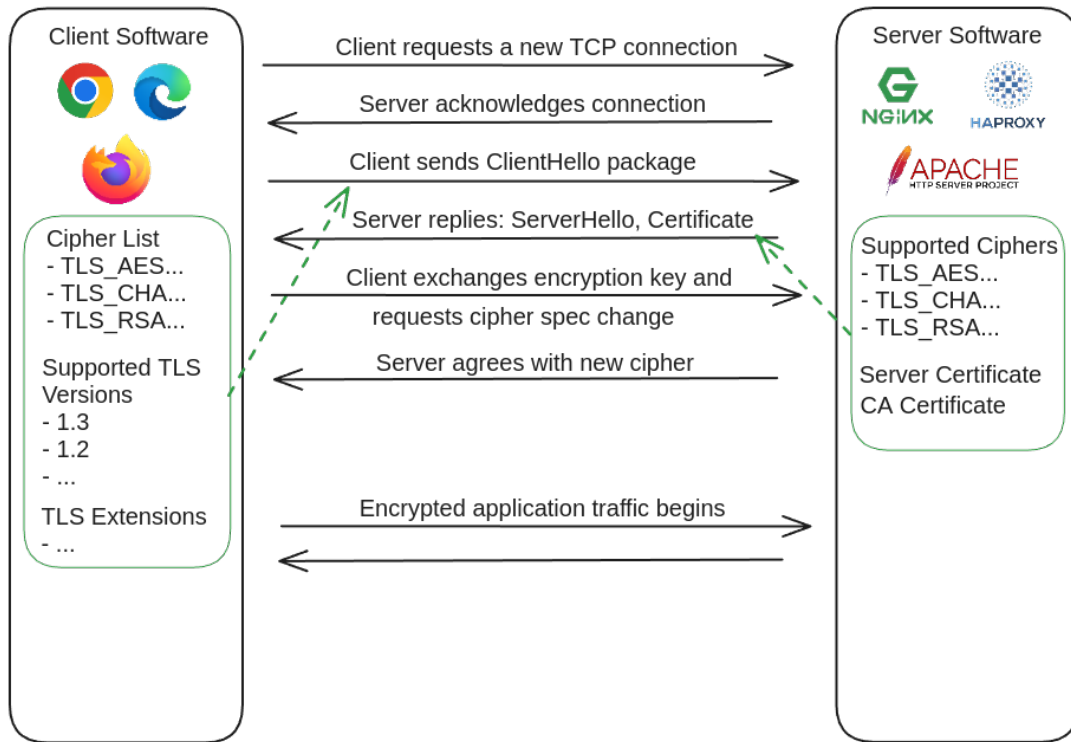 Client Software
Cipher List
- TLS_AES...
- TLS_CHA...
- TLS_RSA...
Supported TLS
Versions
- 1.3
- 1.2
- ...
TLS Extensions
- ...
Client requests a new TCP connection
Server acknowledges connection
Client sends ClientHello package
Server replies: ServerHello, Certificate
Client exchanges encryption key and
requests cipher spec change
Server agrees with new cipher
Encrypted application traffic begins
Server Software
G
NGiNX
HAPROXY
APACHE
HTTP SERVER PROJECT
Supported Ciphers
- TLS_AES...
- TLS_CHA...
- TLS_RSA...
Server Certificate
CA Certificate